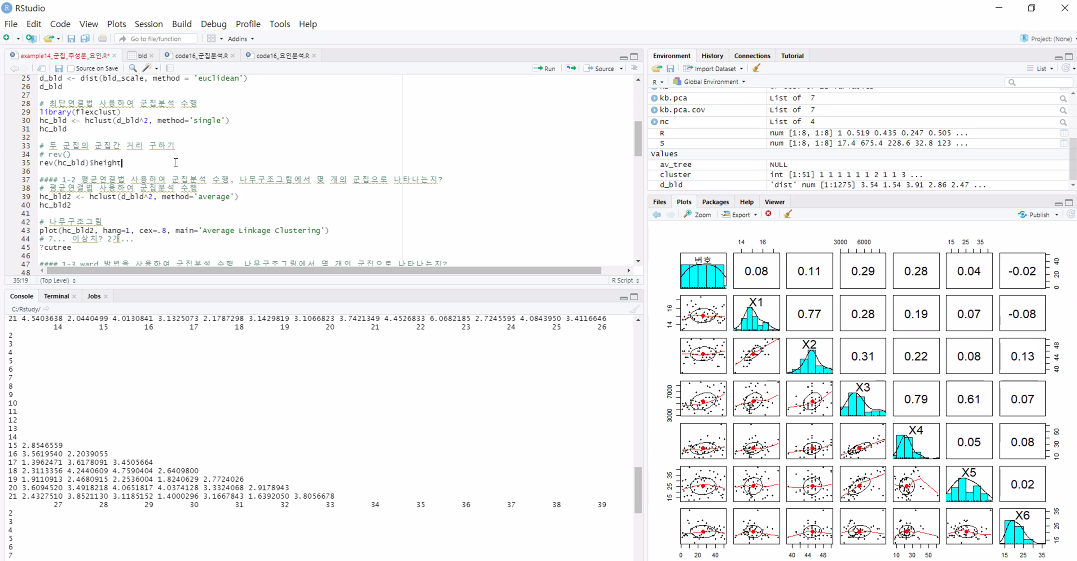 RStudio
File Edit Code View Plots Session Build Debug Profile Tools Help
Go to file/function Addins Project: (None)
example14_군집_주성분_요인.R* bld code16_군집분석.R code16_요인분석.R
Source on Save Run Source
25 d_bld <- dist(bld_scale, method = 'euclidean')
26 d_bld
27
28 # 최단연결법 사용하여 군집분석 수행
29 library(flexclust)
30 hc_bld <- hclust(d_bld^2, method='single')
31 hc_bld
32
33 # 두 군집의 군집간 거리 구하기
34 # rev()
35 rev(hc_bld)$height
36
37 #### 1-2 평균연결법 사용하여 군집분석 수행, 나무구조그림에서 몇 개의 군집으로 나타나는지?
38 # 평균연결법 사용하여 군집분석 수행
39 hc_bld2 <- hclust(d_bld^2, method='average')
40 hc_bld2
41
42 # 나무구조그림
43 plot(hc_bld2, hang=1, cex=.8, main='Average Linkage Clustering')
44 # 7... 이상치? 2개...
45 ?cutree
46
47 #### 1-3 ward 방법을 사용하여 군집분석 수행, 나무구조그림에서 몇 개의 군집으로 나타나는지?
48
35:19 (Top Level) R Script
Console Terminal Jobs
C:/Rstudy/
21 4.5403638 2.0440499 4.0130841 3.1325073 2.1787298 3.1429819 3.1066823 3.7421349 4.4526833 6.0682185 2.7245595 4.0843950 3.4116646
14 15 16 17 18 19 20 21 22 23 24 25 26
2
3
4
5
6
7
8
9
10
11
12
13
14
15 2.8546559
16 3.5619540 2.2039055
17 1.3962471 3.6178091 3.4505664
18 2.3113356 4.2440609 4.7590404 2.6409800
19 1.9110913 2.4680915 2.2536004 1.8240629 2.7724026
20 3.6094520 3.4918218 4.0651817 4.0374128 3.3324068 2.9178943
21 2.4327510 3.8521130 3.1185152 1.4000296 3.1667843 1.6392050 3.8056678
27 28 29 30 31 32 33 34 35 36 37 38 39
2
3
4
5
6
7
Environment History Connections Tutorial
Import Dataset List
R Global Environment
kb.pca List of 7
kb.pca.cov List of 7
nc List of 4
R num [1:8, 1:8] 1 0.519 0.435 0.247 0.505 ...
S num [1:8, 1:8] 17.4 675.4 228.6 32.8 123 ...
values
av_tree NULL
cluster int [1:51] 1 1 1 1 1 1 2 1 1 3 ...
d_bld 'dist' num [1:1275] 3.54 1.54 3.91 2.86 2.47 ...
Files Plots Packages Help Viewer
Zoom Export Publish
14 16 3000 6000 15 25 35
번호 0.08 0.11 0.29 0.28 0.04 -0.02 0 20 40
14 16 X1 0.77 0.28 0.19 0.07 -0.08
X2 0.31 0.22 0.08 0.13 40 44 48
3000 7000 X3 0.79 0.61 0.07
X4 0.05 0.08 10 30 50
15 25 35 X5 0.02
X6 15 25 35
0 20 40 40 44 48 10 30 50 15 25 35